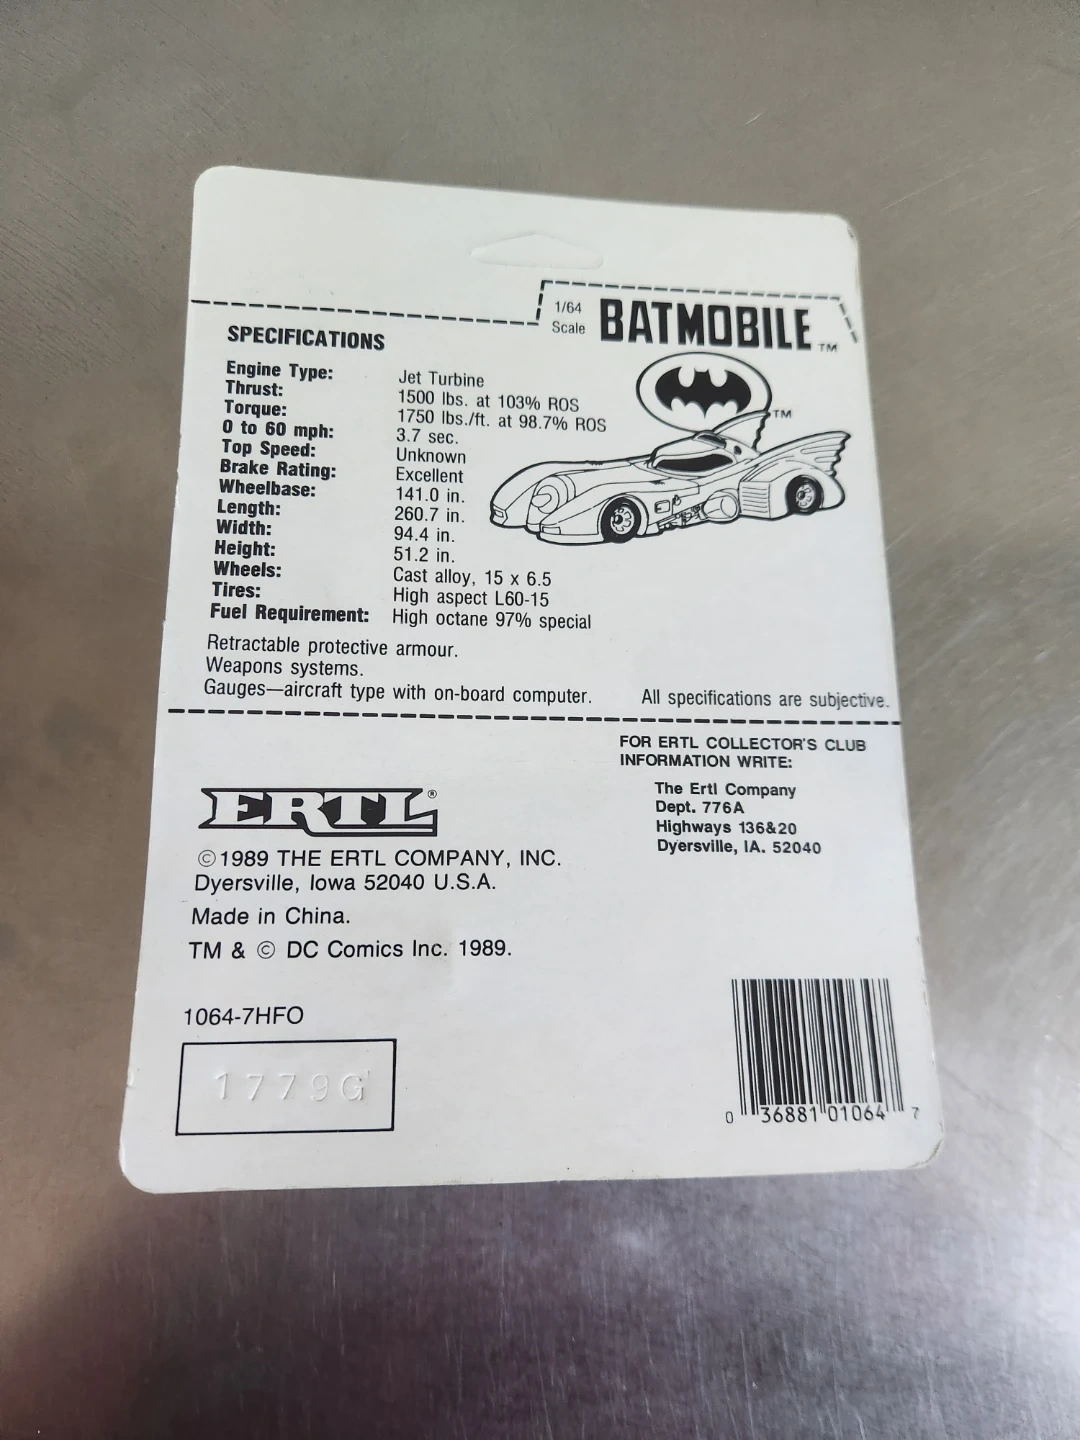 1/64
Scale
BATMOBILE TM
TM
SPECIFICATIONS
Engine Type: Jet Turbine
Thrust: 1500 lbs. at 103% ROS
Torque: 1750 lbs./ft. at 98.7% ROS
0 to 60 mph: 3.7 sec.
Top Speed: Unknown
Brake Rating: Excellent
Wheelbase: 141.0 in.
Length: 260.7 in.
Width: 94.4 in.
Height: 51.2 in.
Wheels: Cast alloy, 15 x 6.5
Tires: High aspect L60-15
Fuel Requirement: High octane 97% special
Retractable protective armour.
Weapons systems.
Gauges—aircraft type with on-board computer.
All specifications are subjective.
FOR ERTL COLLECTOR'S CLUB
INFORMATION WRITE:
The Ertl Company
Dept. 776A
Highways 136&20
Dyersville, IA. 52040
ERTL®
©1989 THE ERTL COMPANY, INC.
Dyersville, Iowa 52040 U.S.A.
Made in China.
TM & © DC Comics Inc. 1989.
1064-7HFO
1779G
0 36881 01064 7